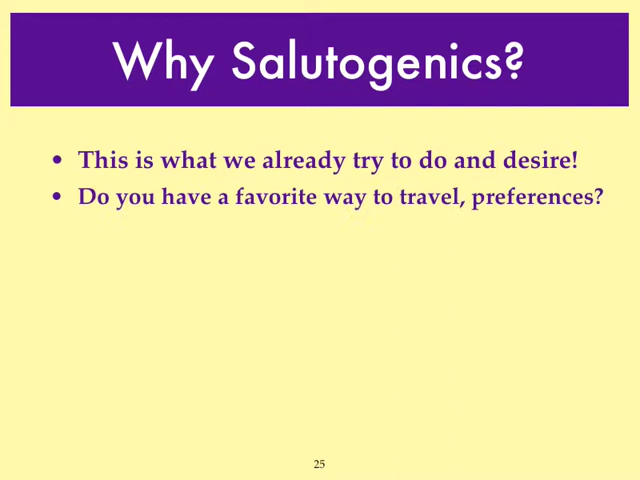 Why Salutogenics?
• This is what we already try to do and desire!
• Do you have a favorite way to travel, preferences?
25